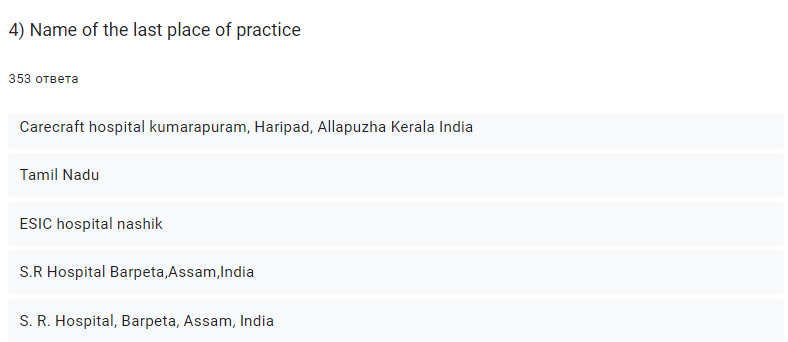 4) Name of the last place of practice
353 ответа
Carecraft hospital kumarapuram, Haripad, Allapuzha Kerala India
Tamil Nadu
ESIC hospital nashik
S.R Hospital Barpeta,Assam,India
S. R. Hospital, Barpeta, Assam, India